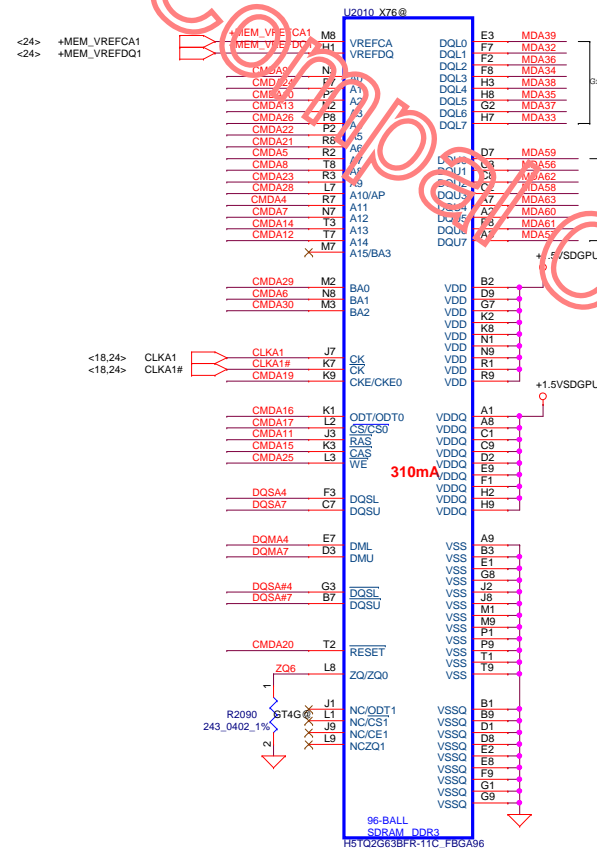 U2010 X76@
<24> +MEM_VREFCA1 +MEM_VREFCA1 M8 VREFCA
<24> +MEM_VREFDQ1 H1 VREFDQ
E3 MDA39 DQL0
F7 MDA32 DQL1
F2 MDA36 DQL2
F8 MDA34 DQL3
H3 MDA38 DQL4
H8 MDA35 DQL5
G2 MDA37 DQL6
H7 MDA33 DQL7
CMDA13
CMDA26 P8
CMDA22 P2
CMDA21 R8 A6
CMDA5 R2
CMDA8 T8
CMDA23 R3 A9
CMDA28 L7 A10/AP
CMDA4 R7 A11
CMDA7 N7 A12
CMDA14 T3 A13
CMDA12 T7 A14
M7 A15/BA3
D7 MDA59
MDA56 DQU1
MDA62
MDA58
A7 MDA63
MDA60
MDA61
DQU7
CMDA29 M2 BA0
CMDA6 N8 BA1
CMDA30 M3 BA2
VDD B2
VDD D9
VDD G7
VDD K2
VDD K8
VDD N1
VDD N9
VDD R1
VDD R9
<18,24> CLKA1 CLKA1 J7 CK
<18,24> CLKA1# CLKA1# K7 CK
CMDA19 K9 CKE/CKE0
+1.5VSDGPU
CMDA16 K1 ODT/ODT0
CMDA17 L2 CS/CS0
CMDA11 J3 RAS
CMDA15 K3 CAS
CMDA25 L3 WE
310mA
VDDQ A1
VDDQ A8
VDDQ C1
VDDQ C9
VDDQ D2
VDDQ E9
VDDQ F1
VDDQ H2
VDDQ H9
DQSA4 F3 DQSL
DQSA7 C7 DQSU
DQMA4 E7 DML
DQMA7 D3 DMU
DQSA#4 G3 DQSL
DQSA#7 B7 DQSU
VSS A9
VSS B3
VSS E1
VSS G8
VSS J2
VSS J8
VSS M1
VSS M9
VSS P1
VSS P9
VSS T1
VSS T9
CMDA20 T2 RESET
ZQ6 L8 ZQ/ZQ0
1
R2090
243_0402_1%
2
J1 NC/ODT1
L1 NC/CS1
J9 NC/CE1
L9 NCZQ1
VSSQ B1
VSSQ B9
VSSQ D1
VSSQ D8
VSSQ E2
VSSQ E8
VSSQ F9
VSSQ G1
VSSQ G9
96-BALL
SDRAM DDR3
H5TQ2G63BFR-11C_FBGA96